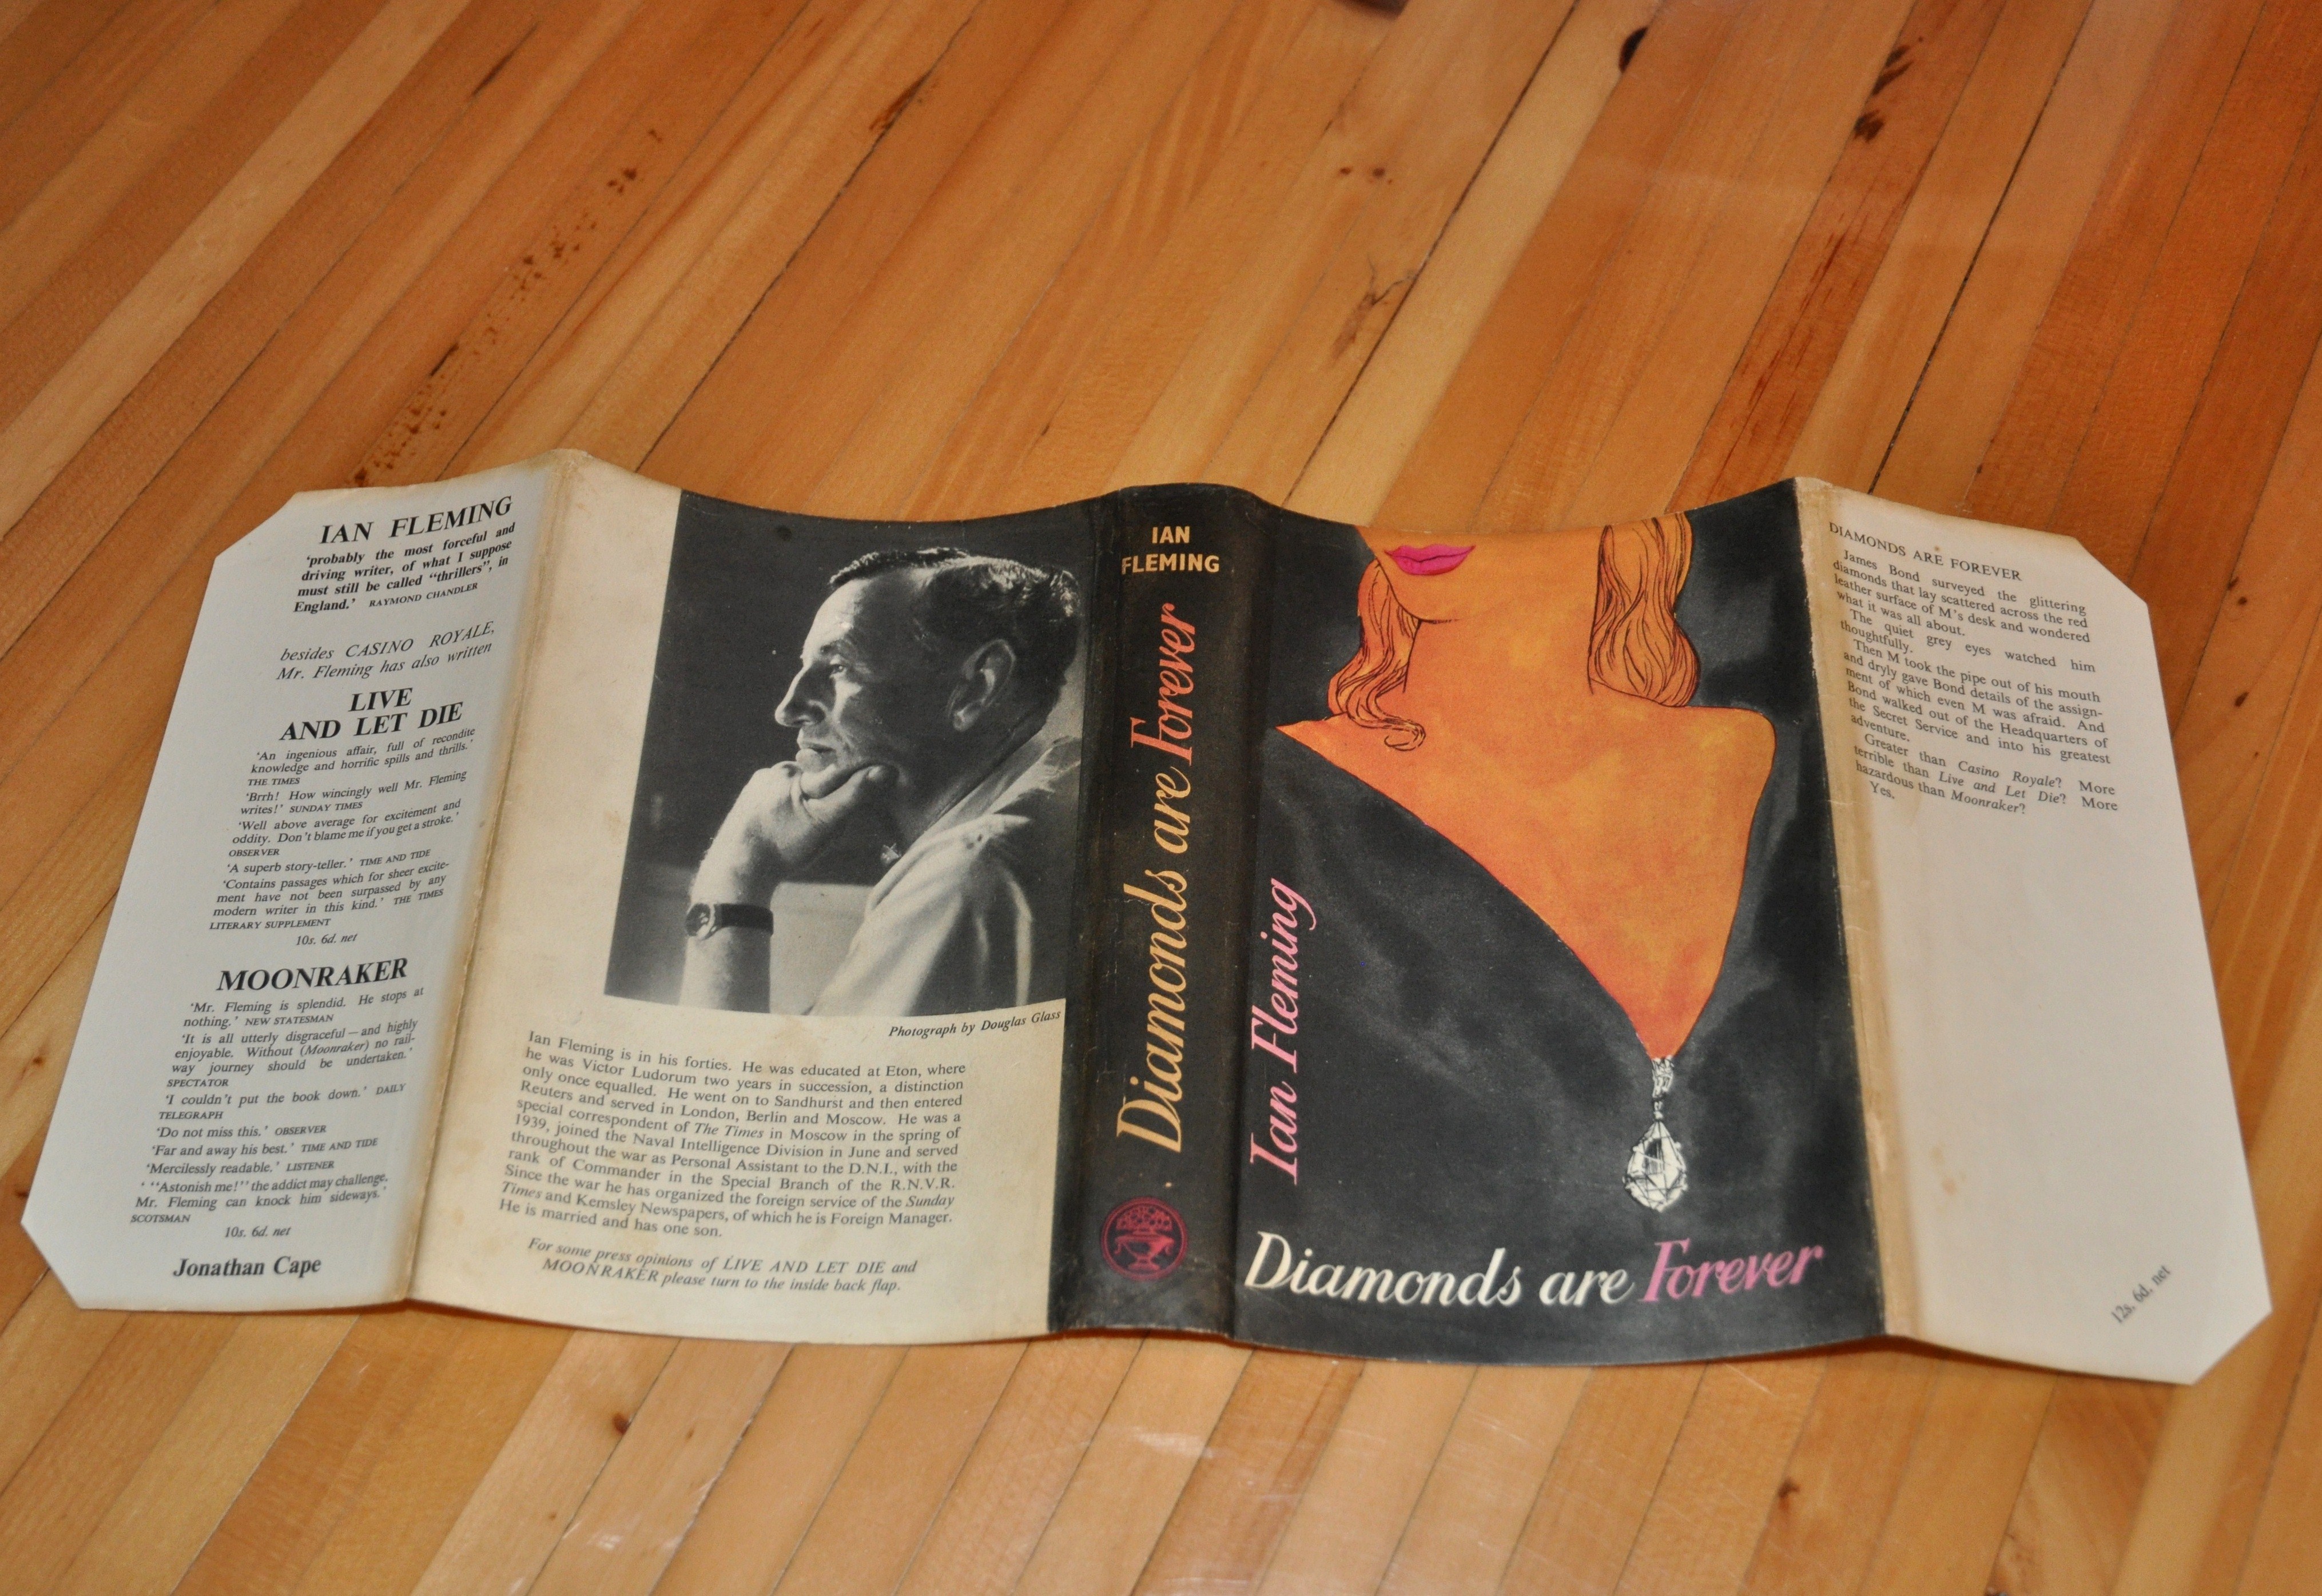 IAN FLEMING
'probably the most forceful and
driving writer, of what I suppose
must still be called "thrillers", in
England.' RAYMOND CHANDLER
besides CASINO ROYALE,
Mr. Fleming has also written
LIVE
AND LET DIE
'An ingenious affair, full of recondite
knowledge and horrific spills and thrills.'
THE TIMES
'Brrh! How wincingly well Mr. Fleming
writes!' SUNDAY TIMES
'Well above average for excitement and
oddity. Don't blame me if you get a stroke.'
OBSERVER
'A superb story-teller.' TIME AND TIDE
'Contains passages which for sheer excite-
ment have not been surpassed by any
modern writer in this kind.' THE TIMES
LITERARY SUPPLEMENT
10s. 6d. net
MOONRAKER
'Mr. Fleming is splendid. He stops at
nothing.' NEW STATESMAN
'It is all utterly disgraceful – and highly
enjoyable. Without (Moonraker) no rail-
way journey should be undertaken.'
SPECTATOR
'I couldn't put the book down.' DAILY
TELEGRAPH
'Do not miss this.' OBSERVER
'Far and away his best.' TIME AND TIDE
'Mercilessly readable.' LISTENER
' "Astonish me!" the addict may challenge.
Mr. Fleming can knock him sideways.'
SCOTSMAN
10s. 6d. net
Jonathan Cape
Photograph by Douglas Glass
Ian Fleming is in his forties. He was educated at Eton, where
he was Victor Ludorum two years in succession, a distinction
only once equalled. He went on to Sandhurst and then entered
Reuters and served in London, Berlin and Moscow. He was a
special correspondent of The Times in Moscow in the spring of
1939, joined the Naval Intelligence Division in June and served
throughout the war as Personal Assistant to the D.N.I., with the
rank of Commander in the Special Branch of the R.N.V.R.
Since the war he has organized the foreign service of the Sunday
Times and Kemsley Newspapers, of which he is Foreign Manager.
He is married and has one son.
For some press opinions of LIVE AND LET DIE and
MOONRAKER please turn to the inside back flap.
IAN
FLEMING
Diamonds are Forever
Ian Fleming
Diamonds are Forever
DIAMONDS ARE FOREVER
James Bond surveyed the glittering
diamonds that lay scattered across the red
leather surface of M's desk and wondered
what it was all about.
The quiet grey eyes watched him
thoughtfully.
Then M took the pipe out of his mouth
and dryly gave Bond details of the assign-
ment of which even M was afraid. And
Bond walked out of the Headquarters of
the Secret Service and into his greatest
adventure.
Greater than Casino Royale? More
terrible than Live and Let Die? More
hazardous than Moonraker?
Yes.
12s. 6d. net